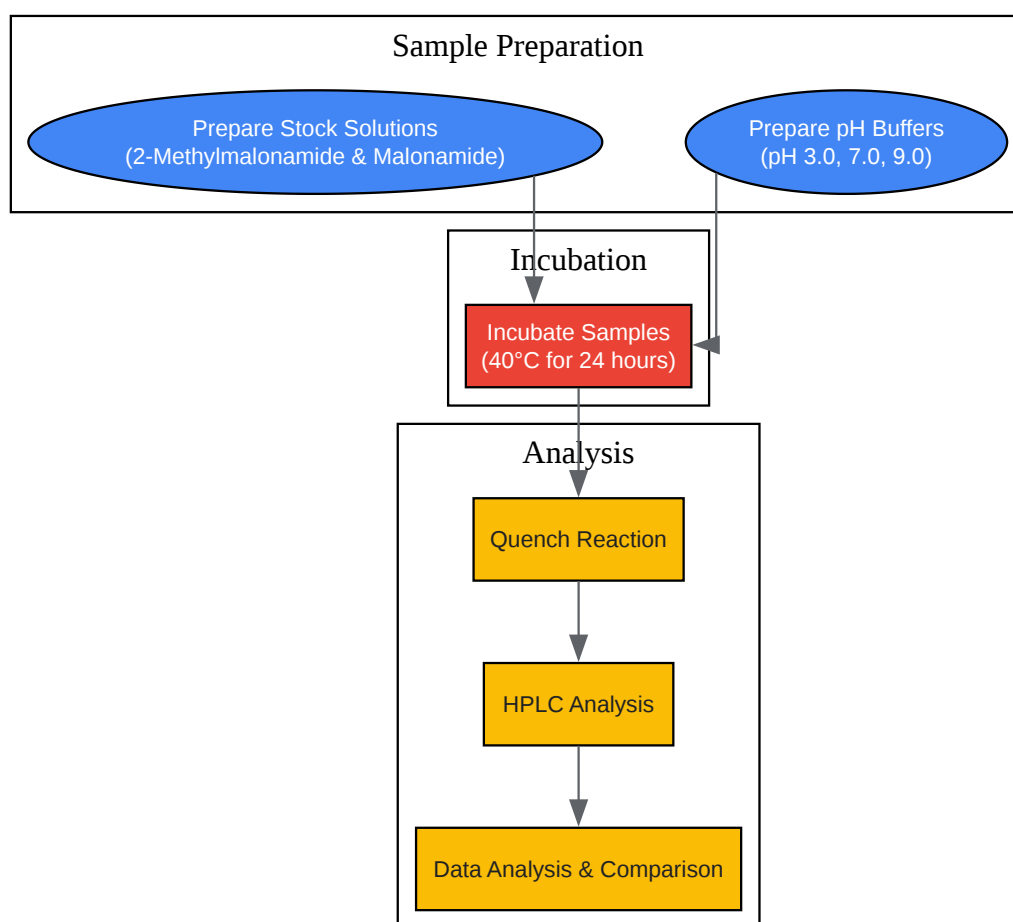 Sample Preparation
Prepare Stock Solutions
(2-Methylmalonamide & Malonamide)
Prepare pH Buffers
(pH 3.0, 7.0, 9.0)
Incubation
Incubate Samples
(40°C for 24 hours)
Analysis
Quench Reaction
HPLC Analysis
Data Analysis & Comparison